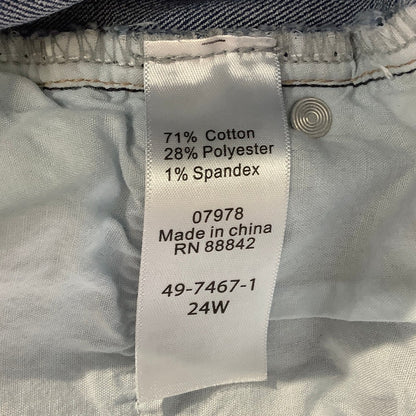 71% Cotton
28% Polyester
1% Spandex
07978
Made in china
RN 88842
49-7467-1
24W